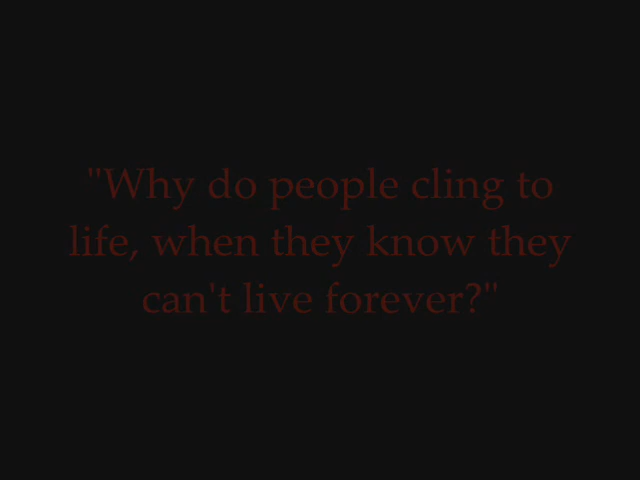 "Why do people cling to
life, when they know they
can't live forever?"